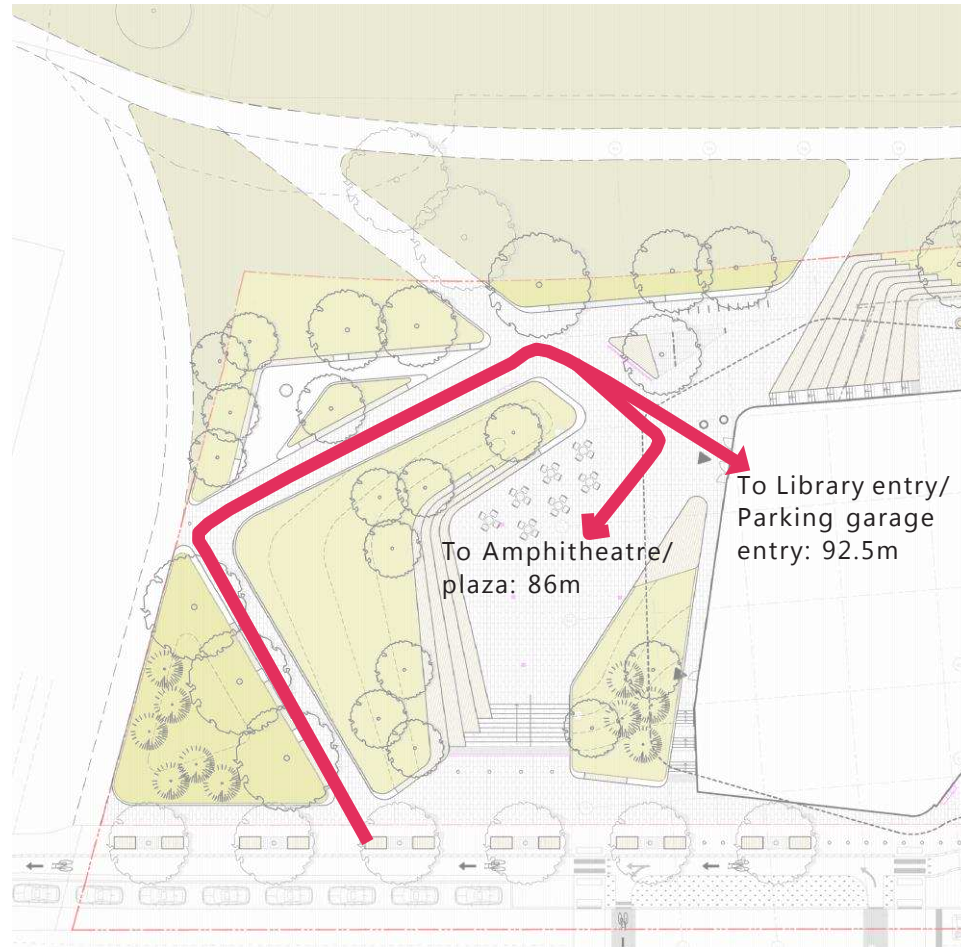 To Library entry/
Parking garage
entry: 92.5m
To Amphitheatre/
plaza: 86m